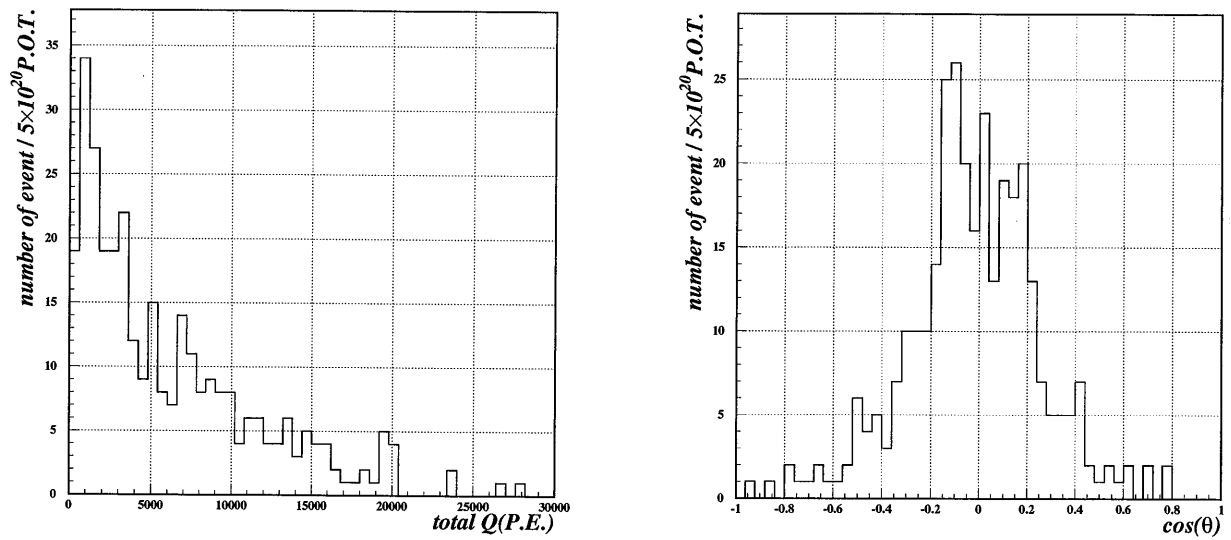 number of event / 5×10²⁰P.O.T.
35
30
25
20
15
10
5
0
0 5000 10000 15000 20000 25000 30000
total Q(P.E.)
number of event / 5×10²⁰P.O.T.
25
20
15
10
5
0
-1 -0.8 -0.6 -0.4 -0.2 0 0.2 0.4 0.6 0.8 1
cos(θ)